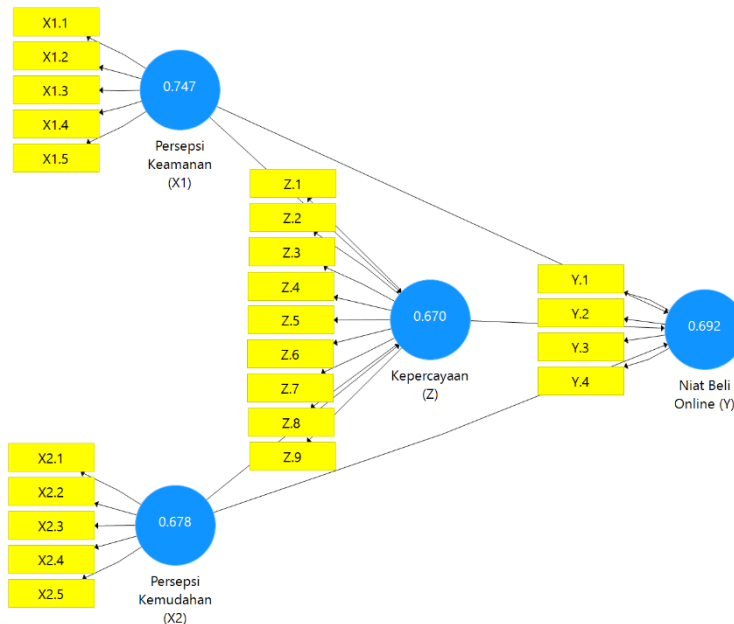 X1.1
X1.2
X1.3
X1.4
X1.5
0.747
Persepsi
Keamanan
(X1)
Z.1
Z.2
Z.3
Z.4
Z.5
Z.6
Z.7
Z.8
Z.9
0.670
Kepercayaan
(Z)
Y.1
Y.2
Y.3
Y.4
0.692
Niat Beli
Online (Y)
X2.1
X2.2
X2.3
X2.4
X2.5
0.678
Persepsi
Kemudahan
(X2)